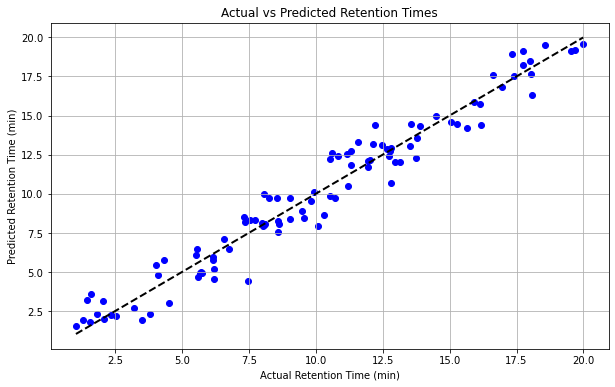 Actual vs Predicted Retention Times
20.0
17.5
15.0
12.5
10.0
7.5
5.0
2.5
Predicted Retention Time (min)
2.5 5.0 7.5 10.0 12.5 15.0 17.5 20.0
Actual Retention Time (min)